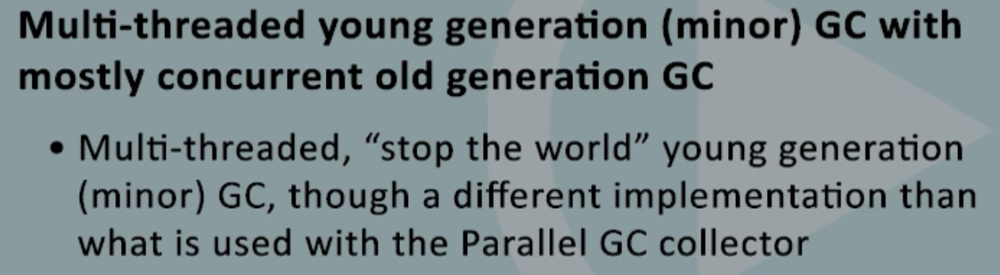 Multi-threaded young generation (minor) GC with
mostly concurrent old generation GC
• Multi-threaded, “stop the world” young generation
(minor) GC, though a different implementation than
what is used with the Parallel GC collector